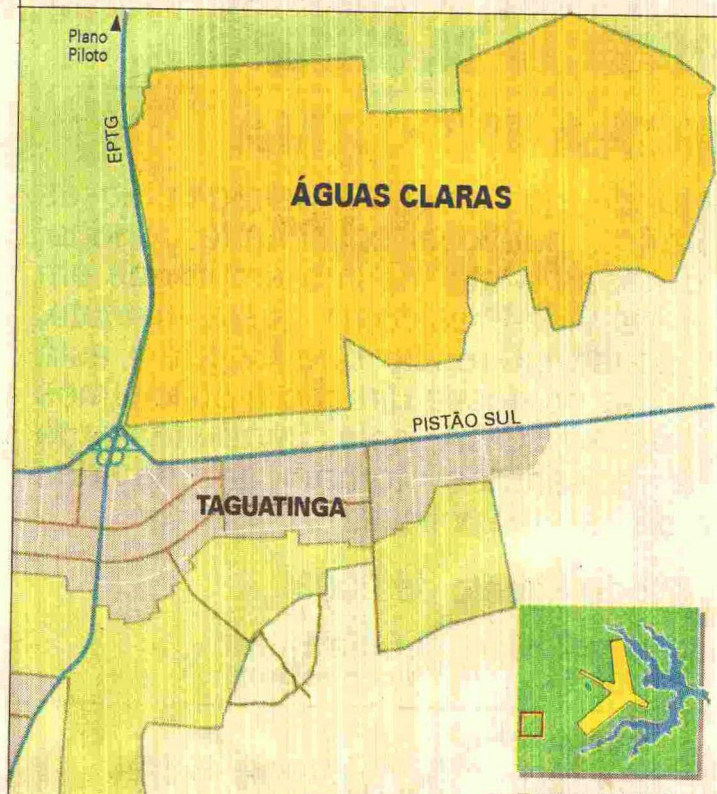 Plano
Piloto
EPTG
ÁGUAS CLARAS
PISTÃO SUL
TAGUATINGA